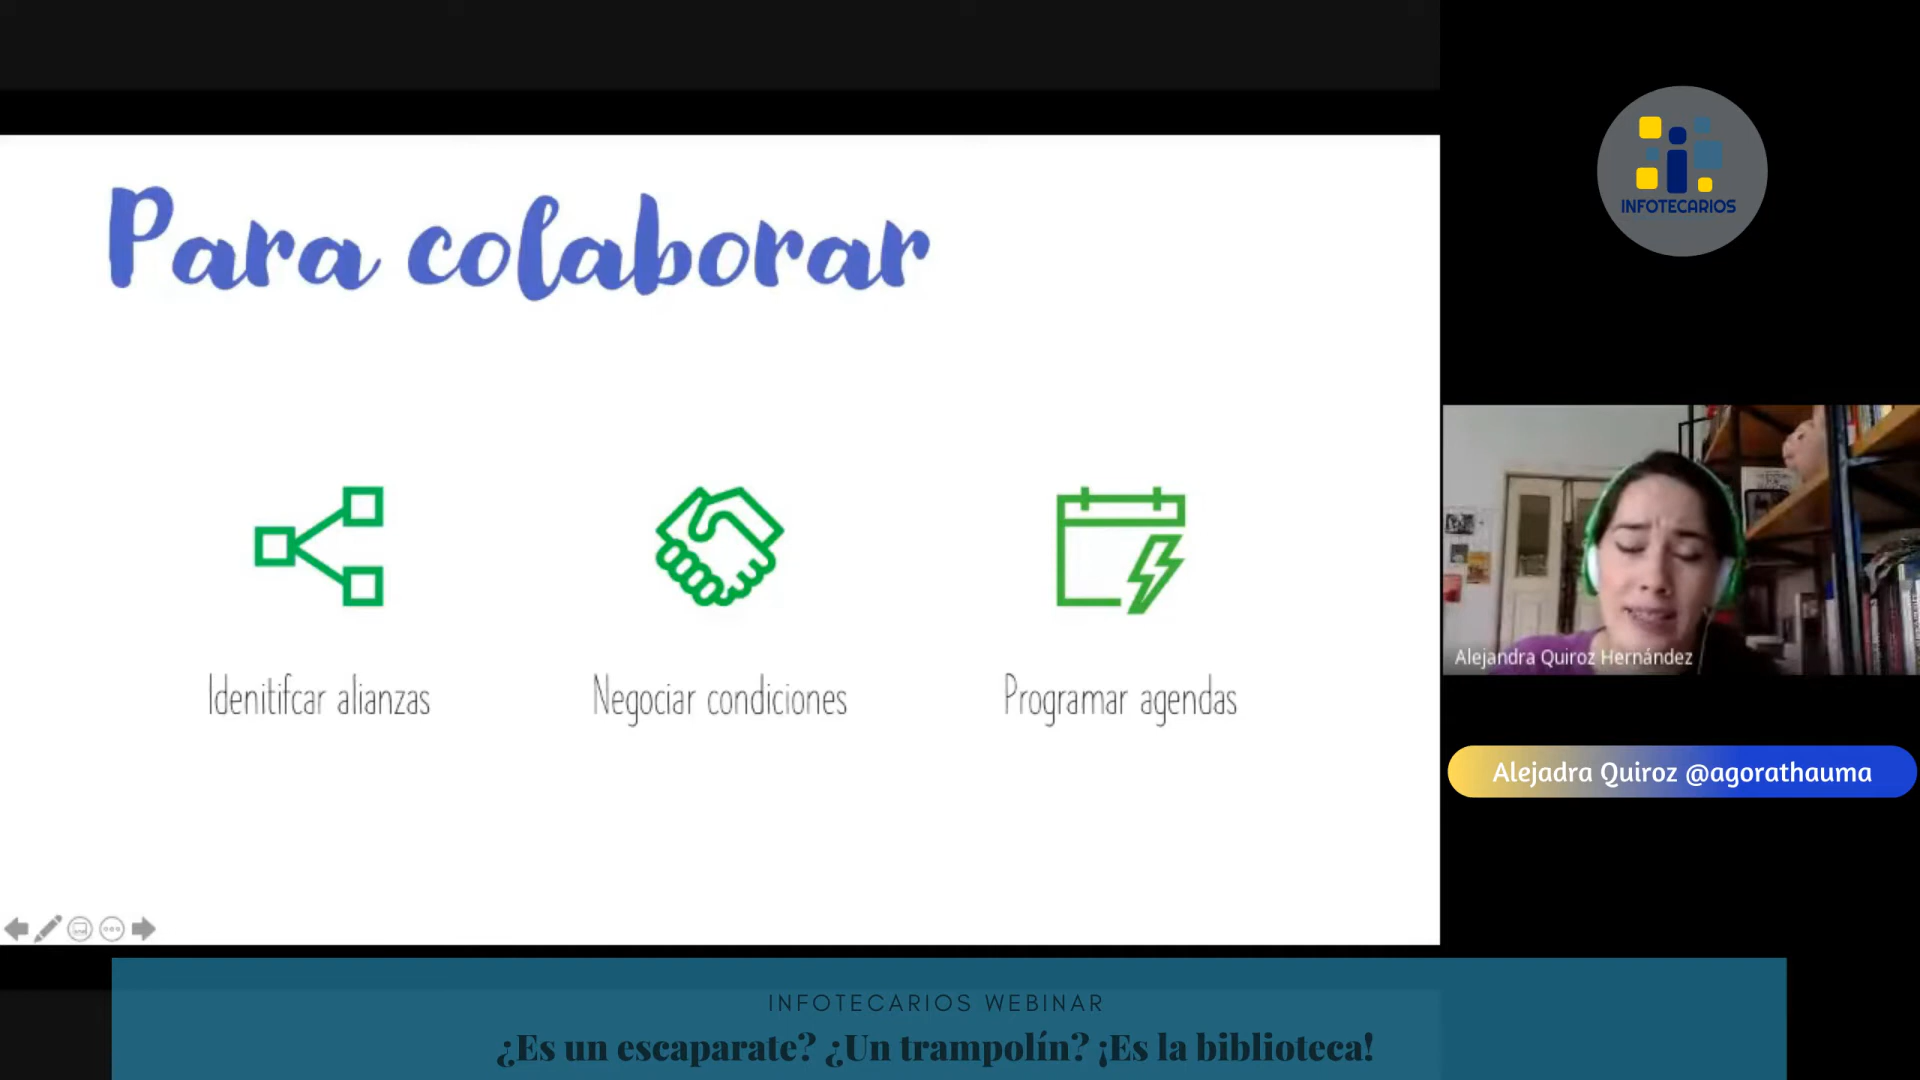 Para colaborar
Idenitifcar alianzas
Negociar condiciones
Programar agendas
INFOTECARIOS
Alejandra Quiroz Hernández
Alejadra Quiroz @agorathauma
INFOTECARIOS WEBINAR
¿Es un escaparate? ¿Un trampolín? ¡Es la biblioteca!